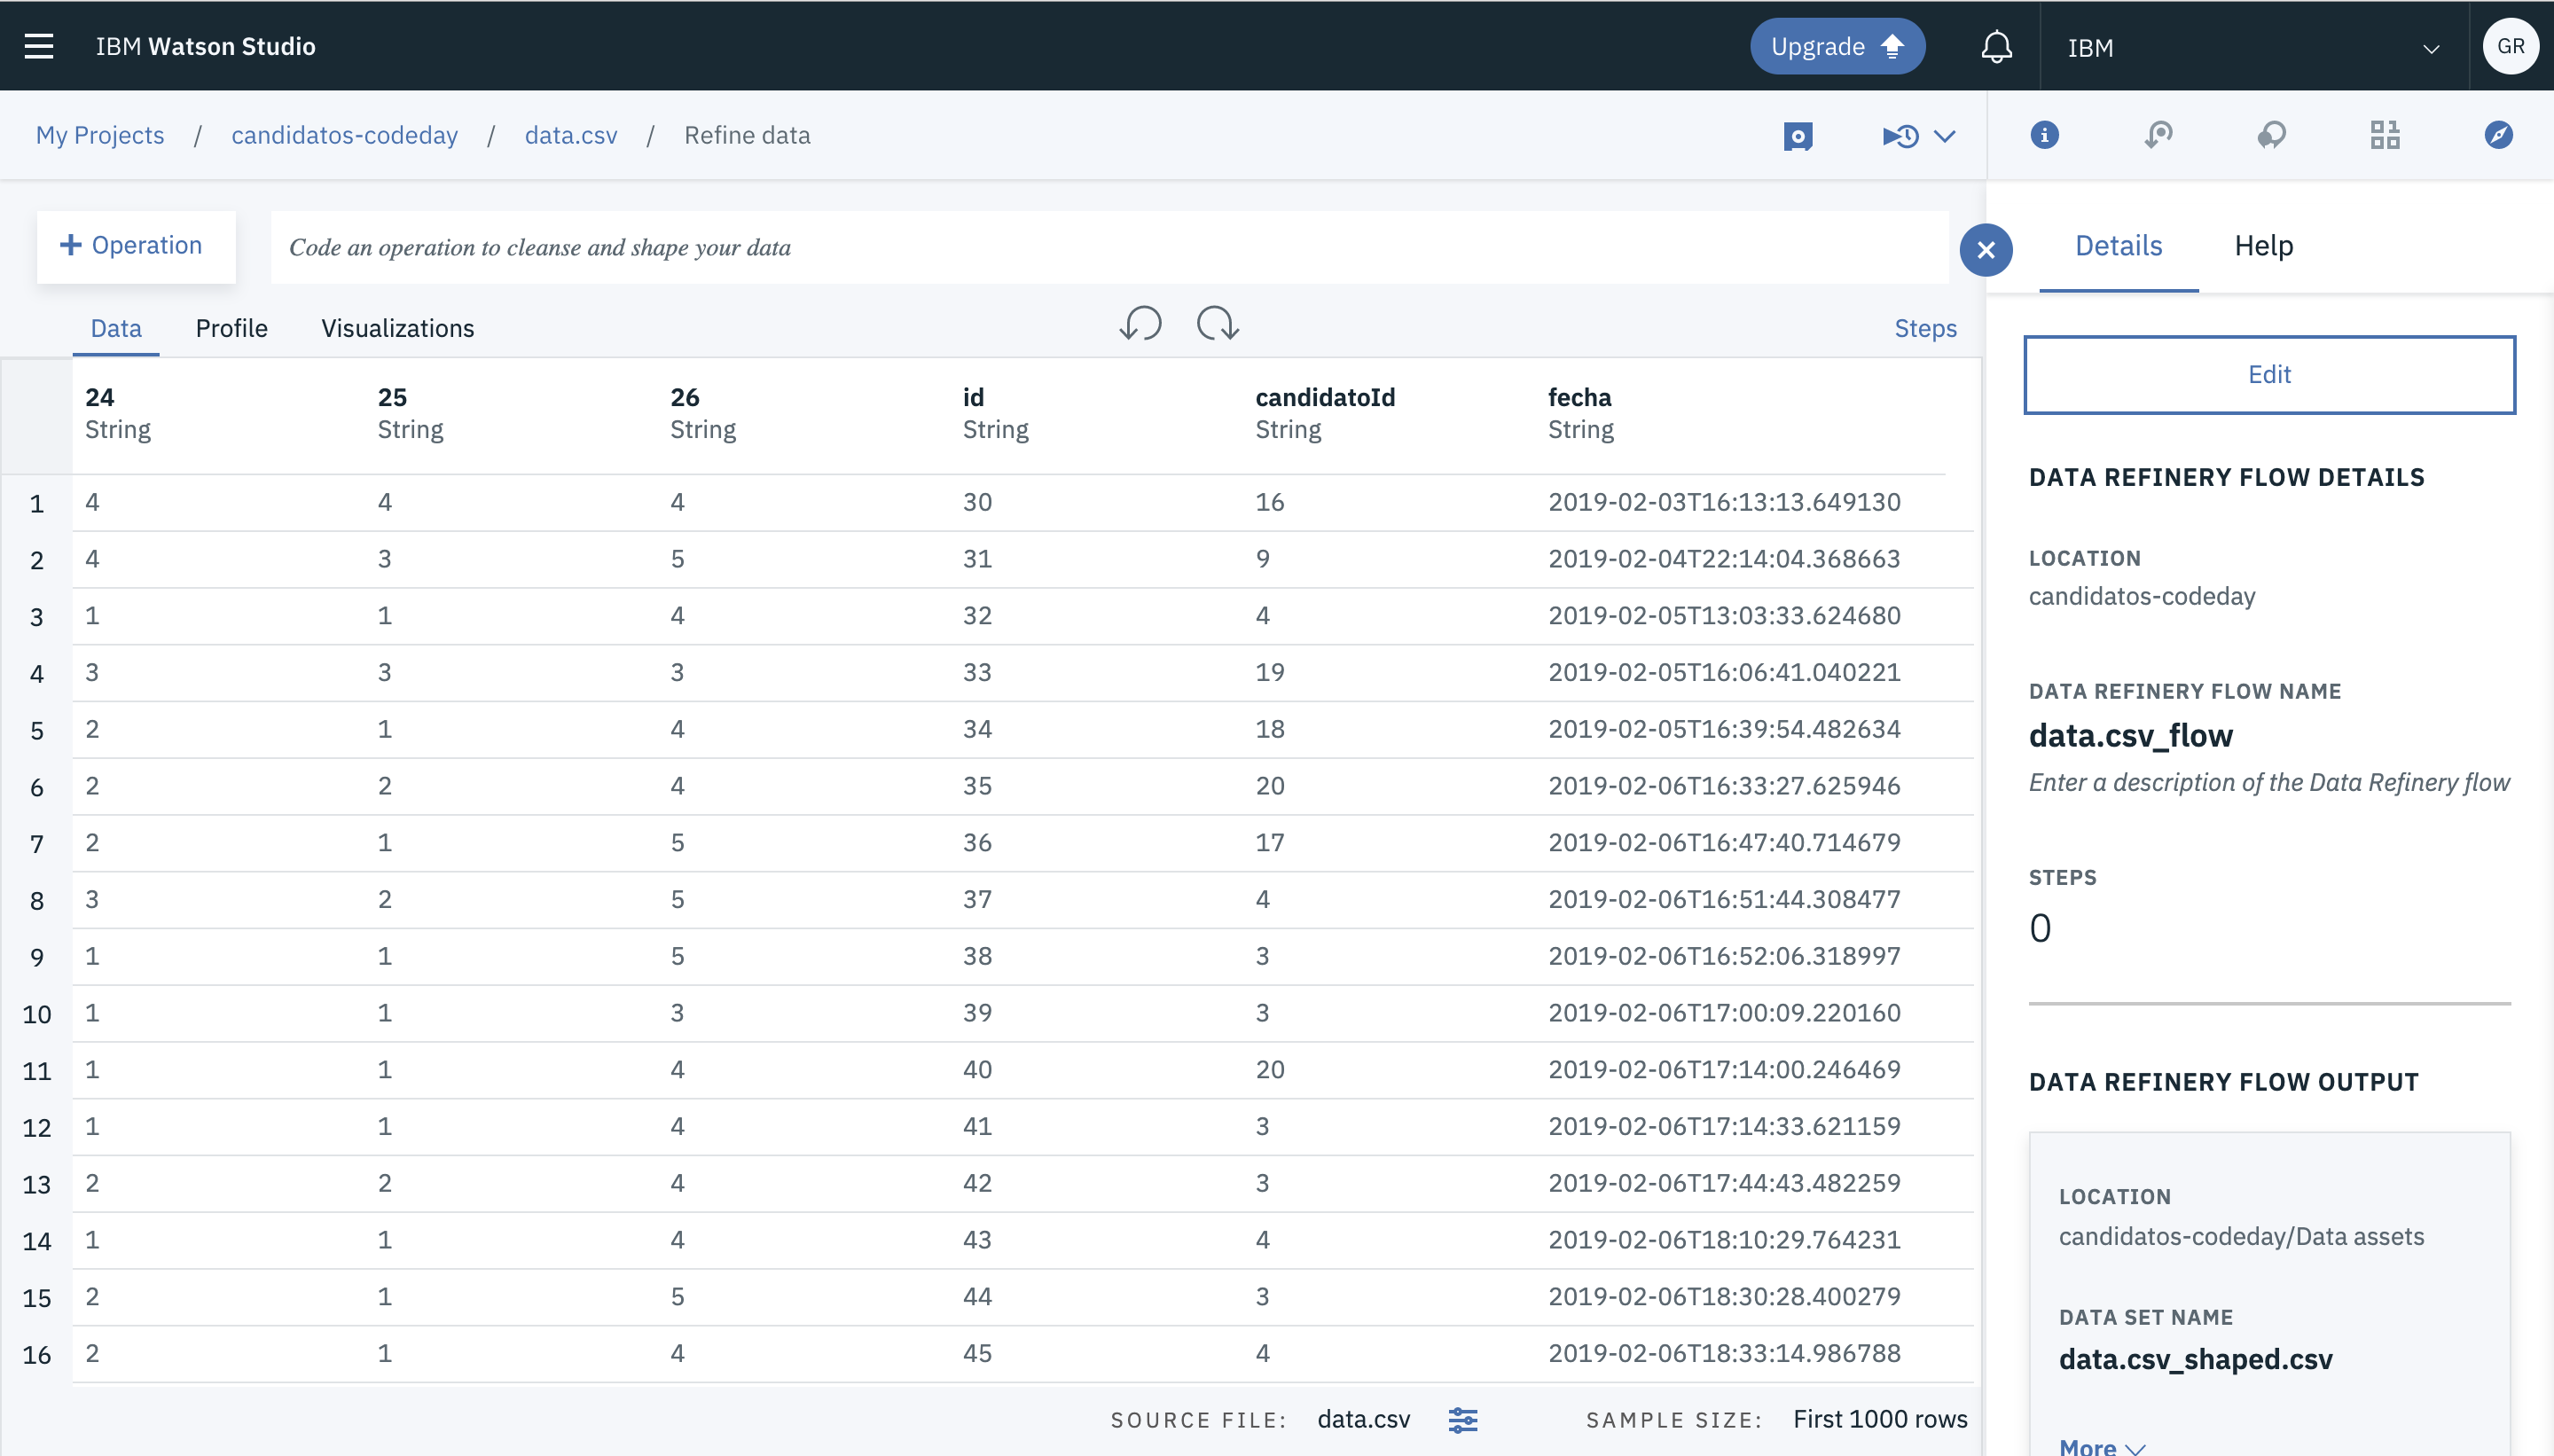 IBM Watson Studio
Upgrade
IBM
GR
My Projects / candidatos-codeday / data.csv / Refine data
Operation
Code an operation to cleanse and shape your data
Details
Help
Data
Profile
Visualizations
Steps
24 25 26 id candidatoId fecha
String String String String String String
1 4 4 4 30 16 2019-02-03T16:13:13.649130
2 4 3 5 31 9 2019-02-04T22:14:04.368663
3 1 1 4 32 4 2019-02-05T13:03:33.624680
4 3 3 3 33 19 2019-02-05T16:06:41.040221
5 2 1 4 34 18 2019-02-05T16:39:54.482634
6 2 2 4 35 20 2019-02-06T16:33:27.625946
7 2 1 5 36 17 2019-02-06T16:47:40.714679
8 3 2 5 37 4 2019-02-06T16:51:44.308477
9 1 1 5 38 3 2019-02-06T16:52:06.318997
10 1 1 3 39 3 2019-02-06T17:00:09.220160
11 1 1 4 40 20 2019-02-06T17:14:00.246469
12 1 1 4 41 3 2019-02-06T17:14:33.621159
13 2 2 4 42 3 2019-02-06T17:44:43.482259
14 1 1 4 43 4 2019-02-06T18:10:29.764231
15 2 1 5 44 3 2019-02-06T18:30:28.400279
16 2 1 4 45 4 2019-02-06T18:33:14.986788
SOURCE FILE: data.csv
SAMPLE SIZE: First 1000 rows
Edit
DATA REFINERY FLOW DETAILS
LOCATION
candidatos-codeday
DATA REFINERY FLOW NAME
data.csv_flow
Enter a description of the Data Refinery flow
STEPS
0
DATA REFINERY FLOW OUTPUT
LOCATION
candidatos-codeday/Data assets
DATA SET NAME
data.csv_shaped.csv
More